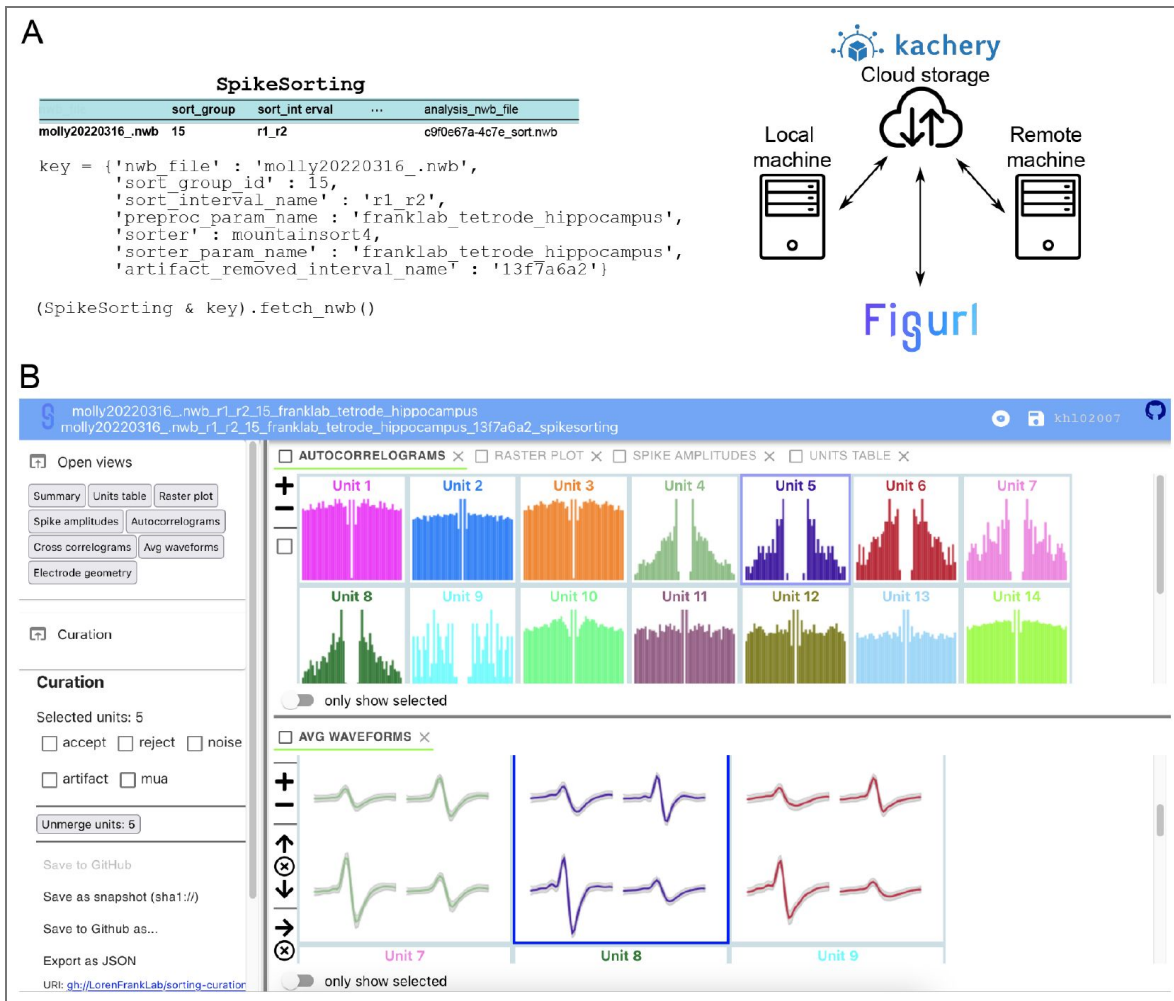 A
SpikeSorting
sort_group sort_int erval ... analysis_nwb_file
molly20220316_.nwb 15 r1_r2 c9f0e67a-4c7e_sort.nwb
key = {'nwb_file' : 'molly20220316_.nwb',
'sort_group_id' : 15,
'sort_interval_name' : 'r1_r2',
'preproc_param_name : 'franklab_tetrode_hippocampus',
'sorter' : mountainsort4,
'sorter_param_name' : 'franklab_tetrode_hippocampus',
'artifact_removed_interval_name' : '13f7a6a2'}
(SpikeSorting & key).fetch_nwb()
kachery
Cloud storage
Local machine
Remote machine
Figurl
B
molly20220316_.nwb_r1_r2_15_franklab_tetrode_hippocampus
molly20220316_.nwb_r1_r2_15_franklab_tetrode_hippocampus_13f7a6a2_spikesorting
khl02007
Open views
Summary Units table Raster plot
Spike amplitudes Autocorrelograms
Cross correlograms Avg waveforms
Electrode geometry
Curation
Curation
Selected units: 5
accept reject noise
artifact mua
Unmerge units: 5
Save to GitHub
Save as snapshot (sha1://)
Save to Github as...
Export as JSON
URI: gh://LorenFrankLab/sorting-curation
AUTOCORRELOGRAMS RASTER PLOT SPIKE AMPLITUDES UNITS TABLE
Unit 1 Unit 2 Unit 3 Unit 4 Unit 5 Unit 6 Unit 7
Unit 8 Unit 9 Unit 10 Unit 11 Unit 12 Unit 13 Unit 14
only show selected
AVG WAVEFORMS
Unit 7 Unit 8 Unit 9
only show selected